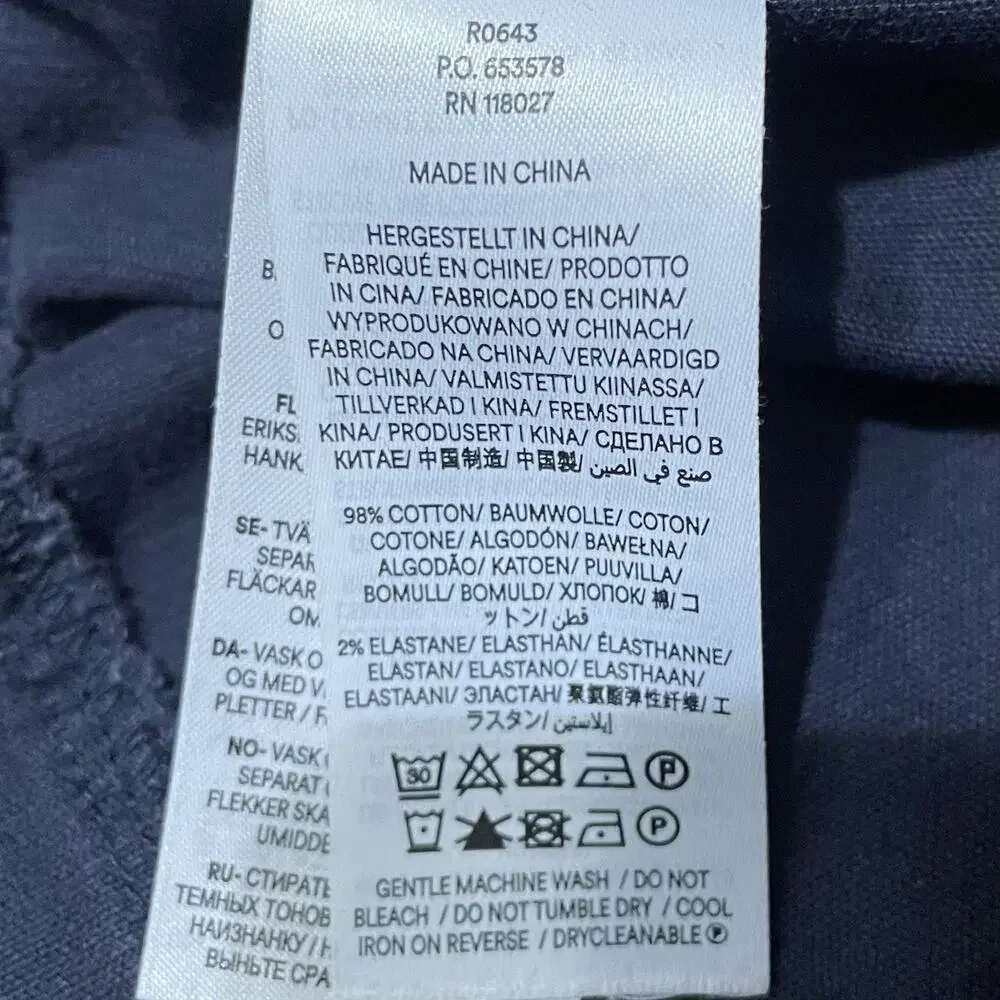 R0643
P.O. 653578
RN 118027
MADE IN CHINA
HERGESTELLT IN CHINA/
FABRIQUÉ EN CHINE/ PRODOTTO
IN CINA/ FABRICADO EN CHINA/
WYPRODUKOWANO W CHINACH/
FABRICADO NA CHINA/ VERVAARDIGD
IN CHINA/ VALMISTETTU KIINASSA/
TILLVERKAD I KINA/ FREMSTILLET I
KINA/ PRODUSERT I KINA/ СДЕЛАНО В
КИТАЕ/ 中国制造/ 中国製/ صنع في الصين
98% COTTON/ BAUMWOLLE/ COTON/
COTONE/ ALGODÓN/ BAWEŁNA/
ALGODÃO/ KATOEN/ PUUVILLA/
BOMULL/ BOMULD/ ХЛОПОК/ 棉/ コ
ットン/ قطن
2% ELASTANE/ ELASTHAN/ ÉLASTHANNE/
ELASTAN/ ELASTANO/ ELASTHAAN/
ELASTAANI/ ЭЛАСТАН/ 聚氨酯弹性纤维/ エ
ラスタン/ إيلاستين
30 P
P
GENTLE MACHINE WASH / DO NOT
BLEACH / DO NOT TUMBLE DRY / COOL
IRON ON REVERSE / DRYCLEANABLE Ⓟ
B
O
FL
ERIKS
HANK
SE- TVÄ
SEPAR
FLÄCKAR
OM
DA- VASK O
OG MED V
PLETTER / F
NO- VASK
SEPARAT
FLEKKER SKA
UMIDDE
RU- СТИРАТЬ
ТЕМНЫХ ТОНОВ
НАИЗНАНКУ / Н
ВЫНЬТЕ СРА